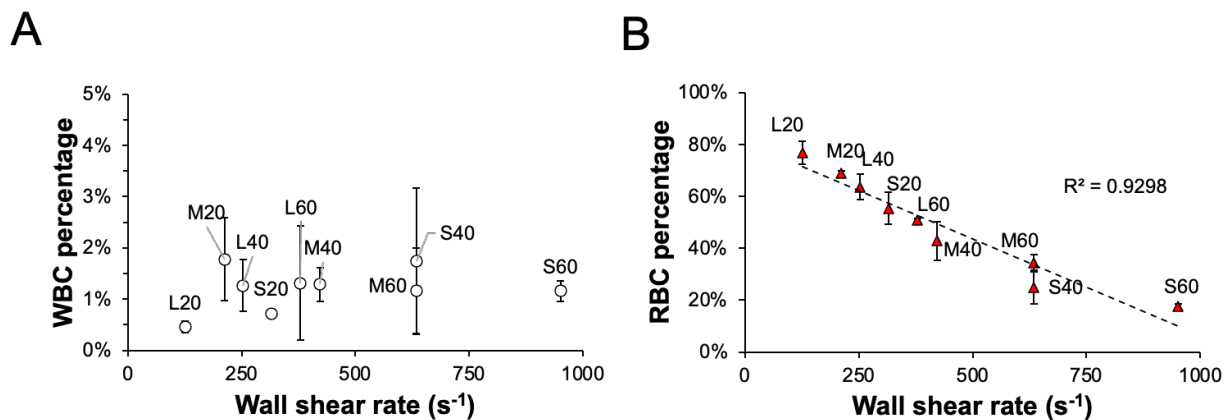 A
WBC percentage
5%
4%
3%
2%
1%
0%
M20
L40
L60
M40
S40
L20
S20
M60
S60
0
250
500
750
1000
Wall shear rate (s⁻¹)
B
RBC percentage
100%
80%
60%
40%
20%
0%
L20
M20
L40
S20
L60
R² = 0.9298
M40
M60
S40
S60
0
250
500
750
1000
Wall shear rate (s⁻¹)